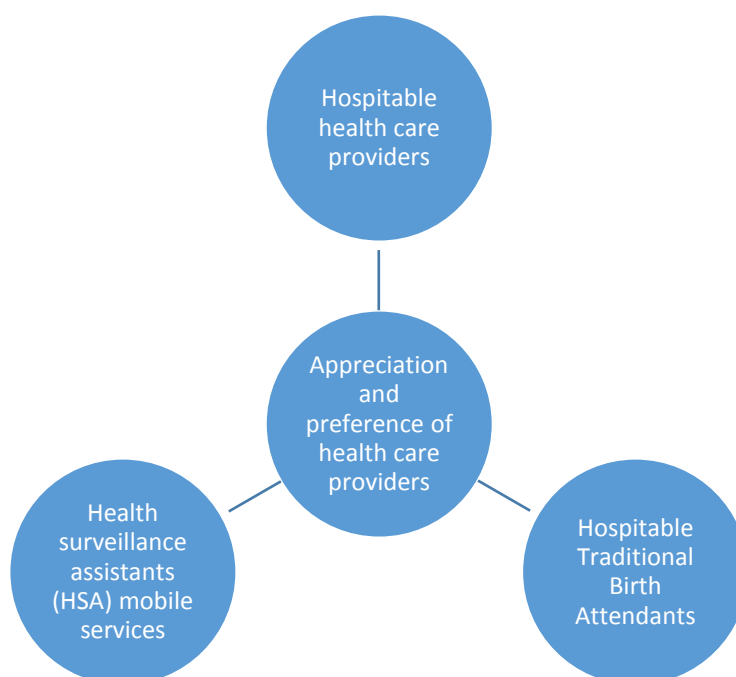 Hospitable
health care
providers
Appreciation
and
preference of
health care
providers
Health
surveillance
assistants
(HSA) mobile
services
Hospitable
Traditional
Birth
Attendants